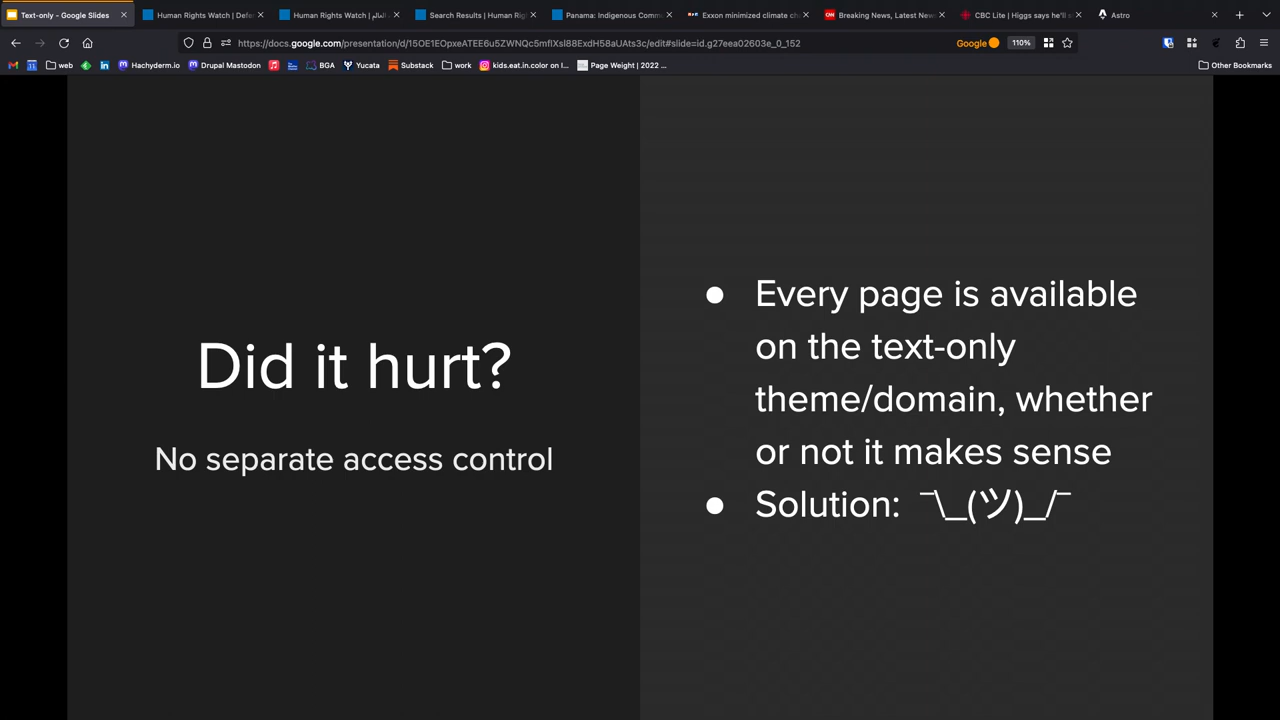 Text-only - Google Slides
Human Rights Watch | Defe
Human Rights Watch | العالم
Search Results | Human Rig
Panama: Indigenous Commu
Exxon minimized climate ch
Breaking News, Latest New
CBC Lite | Higgs says he'll s
Astro
https://docs.google.com/presentation/d/15OE1EOpxeATEE6u5ZWNQc5mfIXsI88ExdH58aUAts3c/edit#slide=id.g27eea02603e_0_152
Google
110%
web
Hachyderm.io
Drupal Mastodon
BGA
Yucata
Substack
work
kids.eat.in.color on I...
Page Weight | 2022 ...
Other Bookmarks
Did it hurt?
No separate access control
● Every page is available
on the text-only
theme/domain, whether
or not it makes sense
● Solution: ¯\_(ツ)_/¯